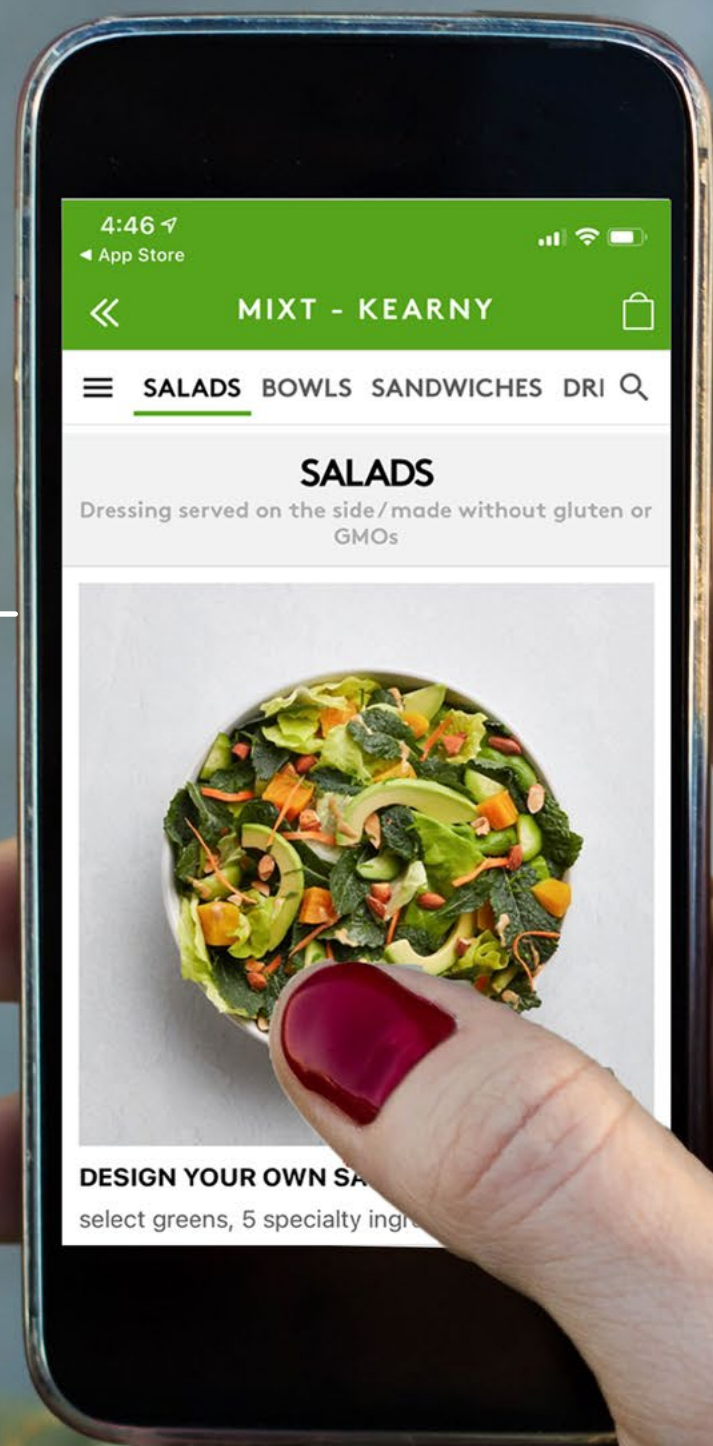 4:46
◀ App Store
MIXT - KEARNY
SALADS BOWLS SANDWICHES DRI
SALADS
Dressing served on the side/made without gluten or
GMOs
DESIGN YOUR OWN
select greens, 5 specialty